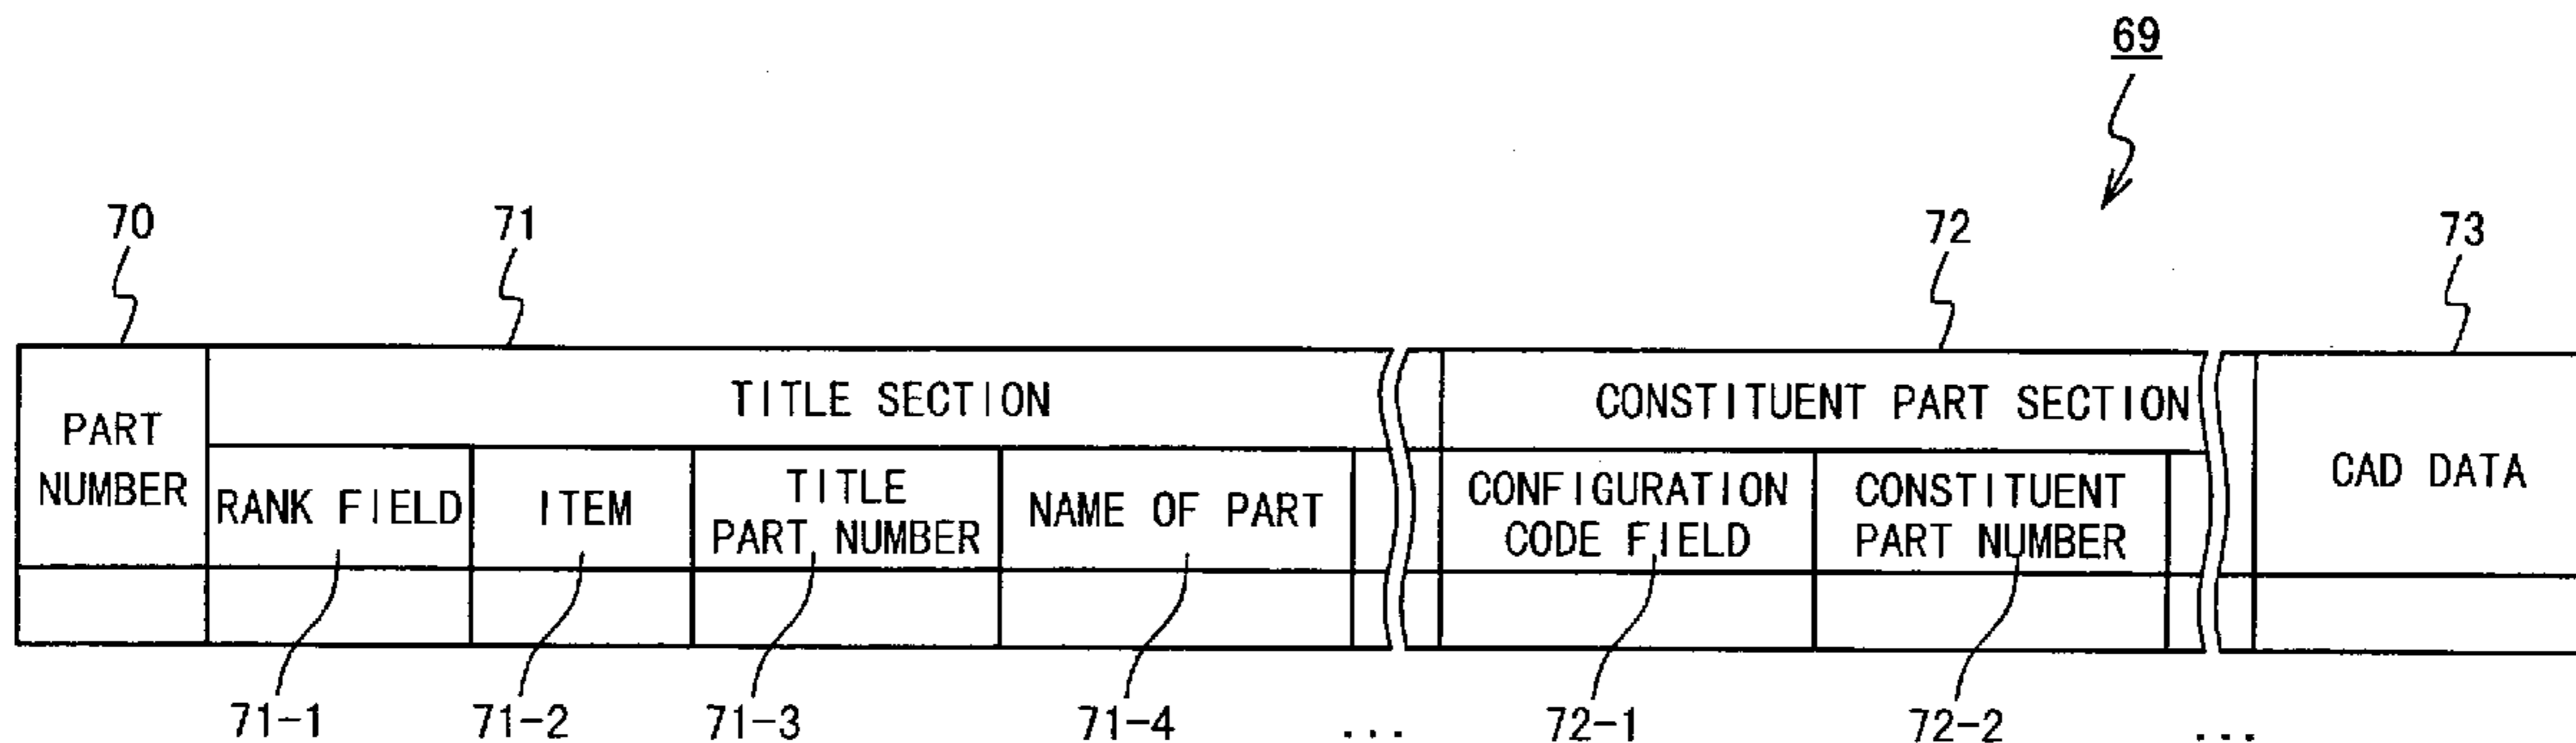 69
70 71 72 73
PART
NUMBER
TITLE SECTION
CONSTITUENT PART SECTION
CAD DATA
RANK FIELD
ITEM
TITLE
PART NUMBER
NAME OF PART
CONFIGURATION
CODE FIELD
CONSTITUENT
PART NUMBER
71-1 71-2 71-3 71-4 ... 72-1 72-2 ...